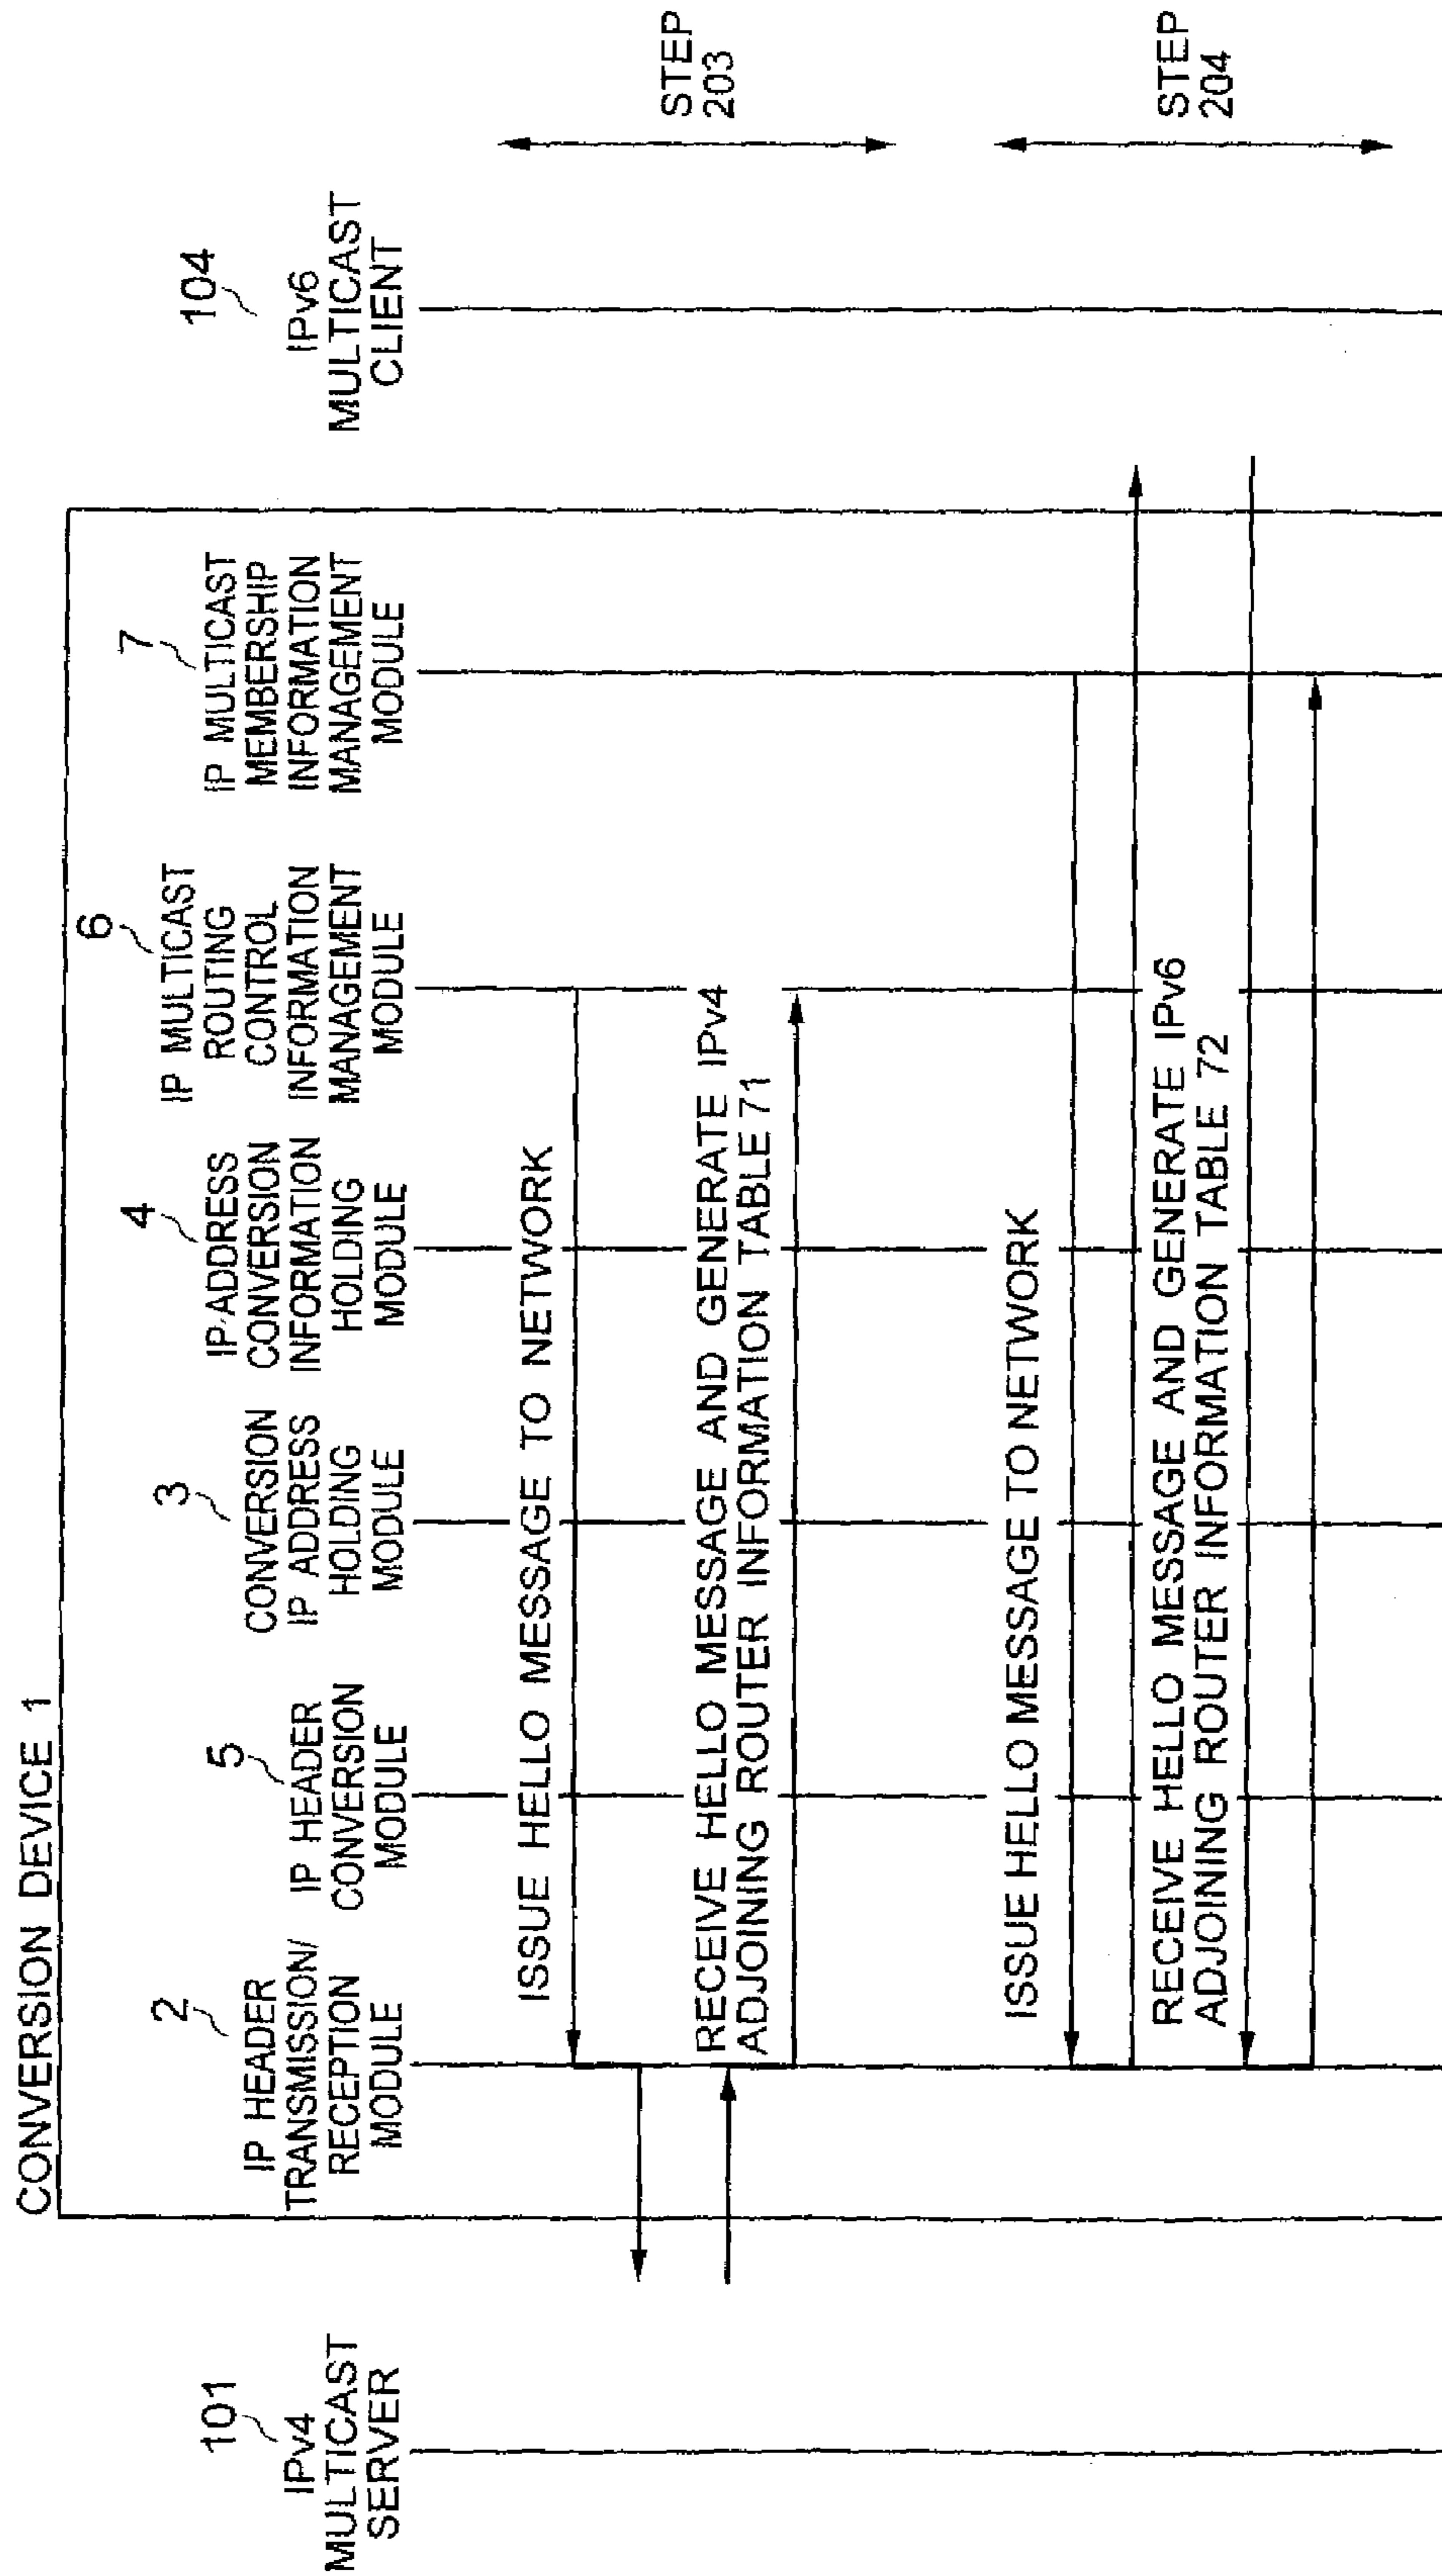 CONVERSION DEVICE 1
101
IPv4
MULTICAST
SERVER
2
IP HEADER
TRANSMISSION/
RECEPTION
MODULE
5
IP HEADER
CONVERSION
MODULE
3
CONVERSION
IP ADDRESS
HOLDING
MODULE
4
IP ADDRESS
CONVERSION
INFORMATION
HOLDING
MODULE
6
IP MULTICAST
ROUTING
CONTROL
INFORMATION
MANAGEMENT
MODULE
7
IP MULTICAST
MEMBERSHIP
INFORMATION
MANAGEMENT
MODULE
104
IPv6
MULTICAST
CLIENT
ISSUE HELLO MESSAGE TO NETWORK
RECEIVE HELLO MESSAGE AND GENERATE IPv4
ADJOINING ROUTER INFORMATION TABLE 71
STEP
203
ISSUE HELLO MESSAGE TO NETWORK
RECEIVE HELLO MESSAGE AND GENERATE IPv6
ADJOINING ROUTER INFORMATION TABLE 72
STEP
204